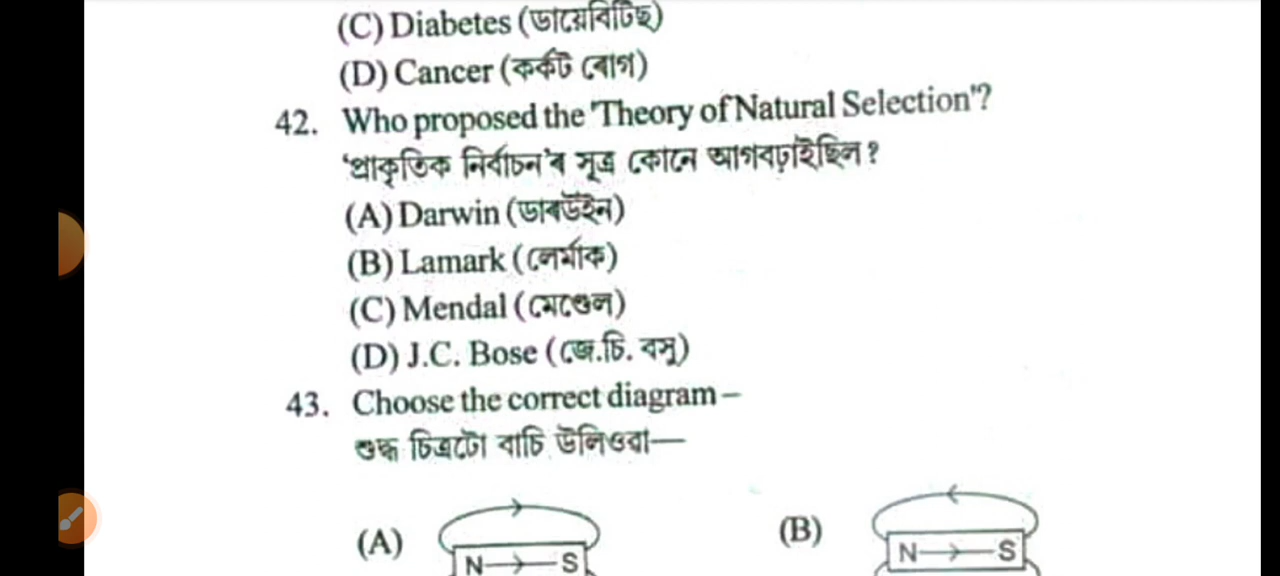 (C) Diabetes (ডায়েবিটিছ)
(D) Cancer (কৰ্কট ৰোগ)
42. Who proposed the 'Theory of Natural Selection'?
‘প্ৰাকৃতিক নিৰ্বাচন’ৰ সূত্ৰ কোনে আগবঢ়াইছিল ?
(A) Darwin (ডাৰউইন)
(B) Lamark (লেমাৰ্ক)
(C) Mendal (মেণ্ডেল)
(D) J.C. Bose (জে.চি. বসু)
43. Choose the correct diagram –
শুদ্ধ চিত্ৰটো বাচি উলিওৱা—
(A) (B)
N S N S